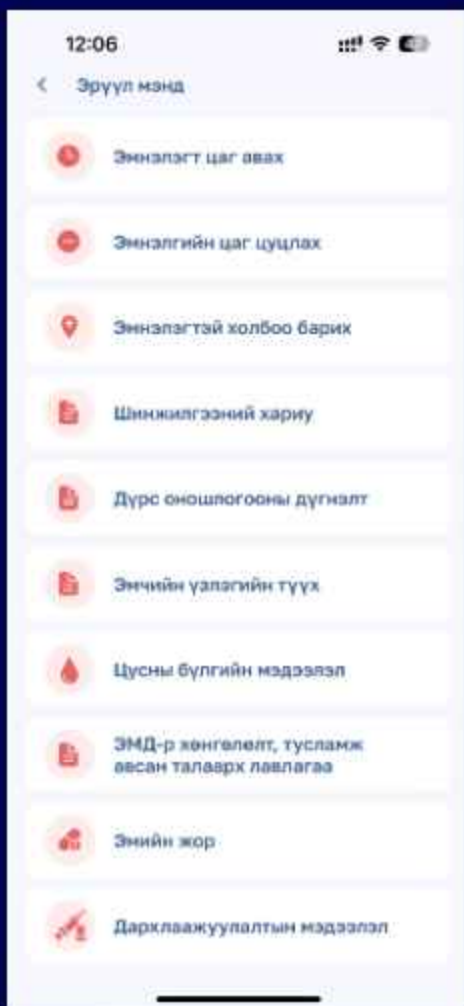 12:06
Эрүүл мэнд
Эмнэлэгт цаг авах
Эмнэлгийн цаг цуцлах
Эмнэлэгтэй холбоо барих
Шинжилгээний хариу
Дүрс оношлогооны дүгнэлт
Эмчийн үзлэгийн түүх
Цусны бүлгийн мэдээлэл
ЭМД-р хөнгөлөлт, тусламж
авсан талаарх лавлагаа
Эмийн жор
Дархлаажуулалтын мэдээлэл